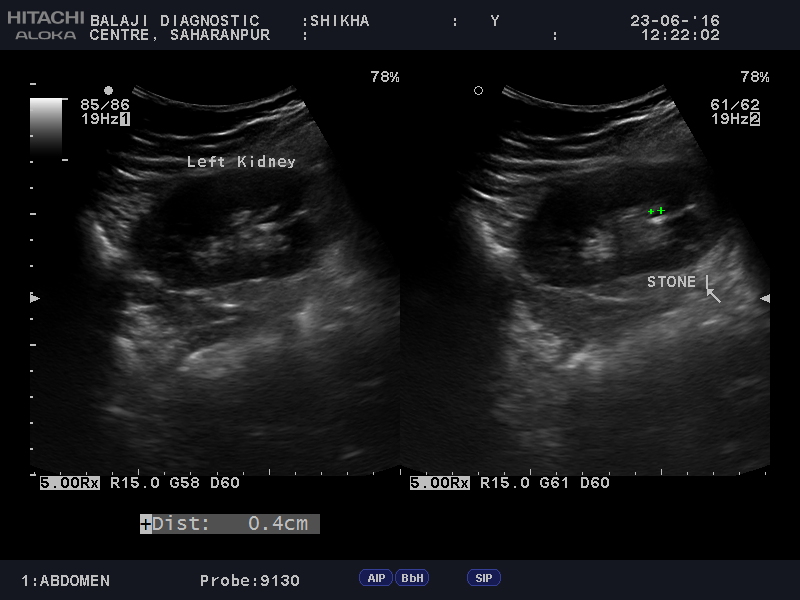 HITACHI
ALOKA
BALAJI DIAGNOSTIC :SHIKHA : Y 23-06-'16
CENTRE, SAHARANPUR : : 12:22:02
78% 78%
85/86 61/62
19Hz1 19Hz2
Left Kidney
++
STONE
5.00Rx R15.0 G58 D60 5.00Rx R15.0 G61 D60
+Dist: 0.4cm
1:ABDOMEN Probe:9130 AIP BbH SIP